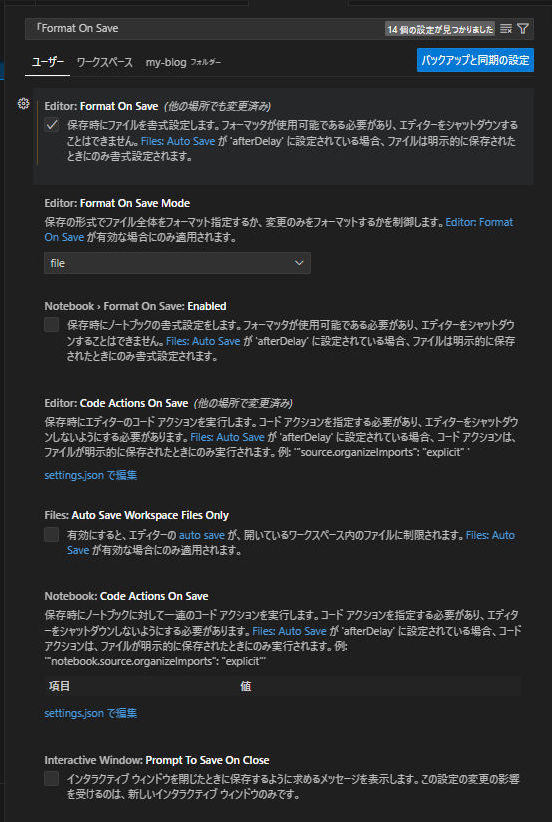 「Format On Save
14 個の設定が見つかりました
ユーザー ワークスペース my-blog フォルダー
バックアップと同期の設定
Editor: Format On Save (他の場所でも変更済み)
保存時にファイルを書式設定します。フォーマッタが使用可能である必要があり、エディターをシャットダウンする
ことはできません。Files: Auto Save が 'afterDelay' に設定されている場合、ファイルは明示的に保存されたと
きにのみ書式設定されます。
Editor: Format On Save Mode
保存の形式でファイル全体をフォーマット指定するか、変更のみをフォーマットするかを制御します。Editor: Format
On Save が有効な場合にのみ適用されます。
file
Notebook › Format On Save: Enabled
保存時にノートブックの書式設定をします。フォーマッタが使用可能である必要があり、エディターをシャットダウ
ンすることはできません。Files: Auto Save が 'afterDelay' に設定されている場合、ファイルは明示的に保存
されたときにのみ書式設定されます。
Editor: Code Actions On Save (他の場所で変更済み)
保存時にエディターのコード アクションを実行します。コード アクションを指定する必要があり、エディターをシャットダウ
ンしないようにする必要があります。Files: Auto Save が 'afterDelay' に設定されている場合、コード アクションは、
ファイルが明示的に保存されたときにのみ実行されます。例: '"source.organizeImports": "explicit" '
settings.json で編集
Files: Auto Save Workspace Files Only
有効にすると、エディターの auto save が、開いているワークスペース内のファイルに制限されます。Files: Auto
Save が有効な場合にのみ適用されます。
Notebook: Code Actions On Save
保存時にノートブックに対して一連のコード アクションを実行します。コード アクションを指定する必要があり、エディタ
ーをシャットダウンしないようにする必要があります。Files: Auto Save が 'afterDelay' に設定されている場合、コード
アクションは、ファイルが明示的に保存されたときにのみ実行されます。例:
'"notebook.source.organizeImports": "explicit"'
項目 値
settings.json で編集
Interactive Window: Prompt To Save On Close
インタラクティブ ウィンドウを閉じたときに保存するように求めるメッセージを表示します。この設定の変更の影響
を受けるのは、新しいインタラクティブ ウィンドウのみです。